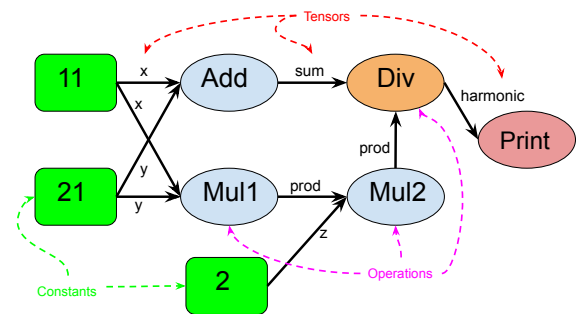 Tensors
11
x
Add
sum
Div
x
harmonic
Print
y
prod
21
y
Mul1
prod
Mul2
z
2
Operations
Constants